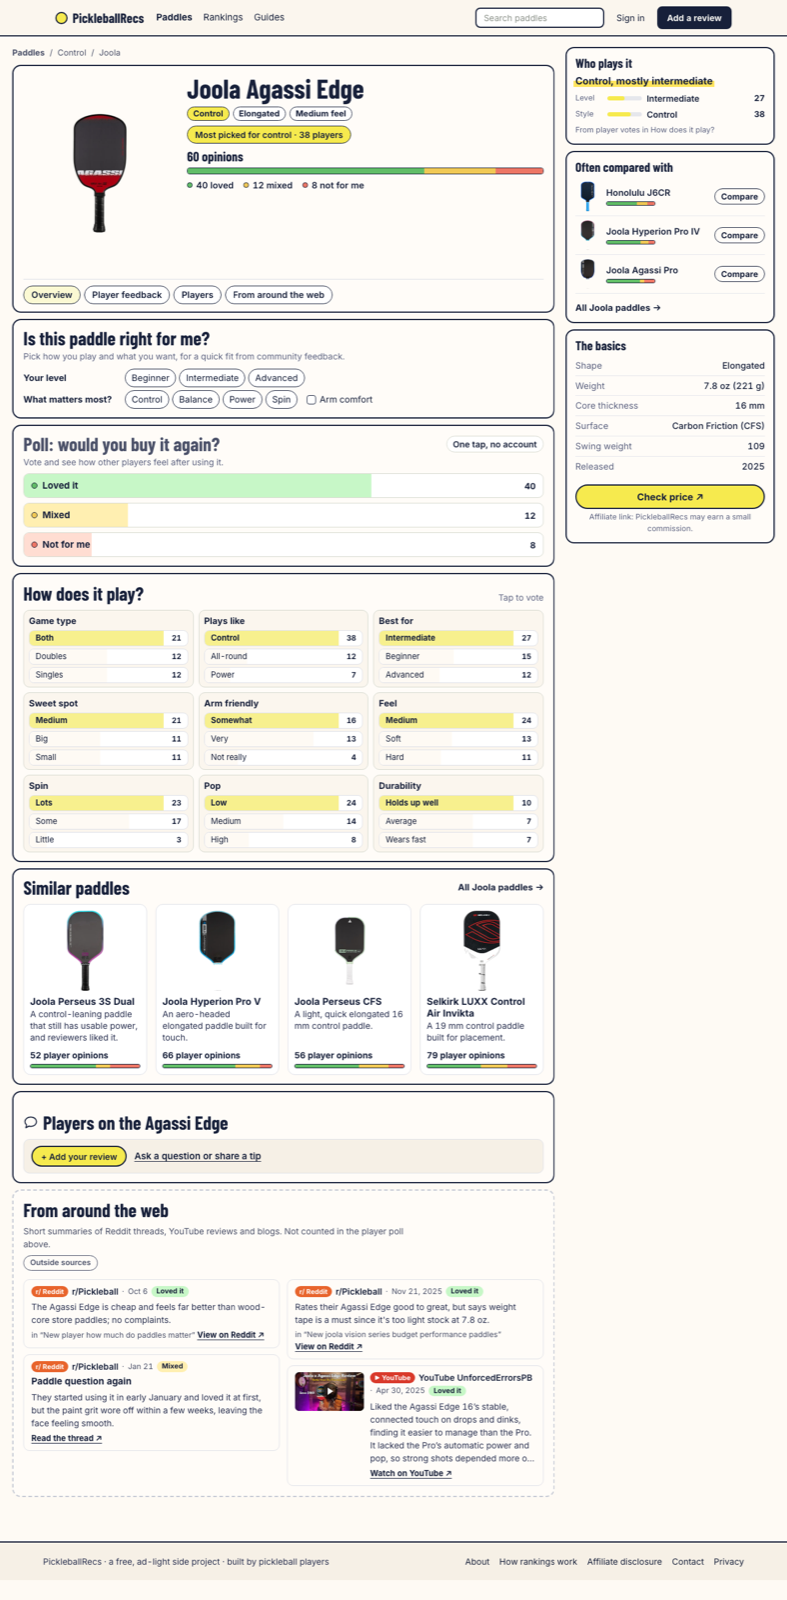 PickleballRecs Paddles Rankings Guides Search paddles Sign in Add a review
Paddles / Control / Joola
Joola Agassi Edge
Control Elongated Medium feel
Most picked for control · 38 players
60 opinions
40 loved 12 mixed 8 not for me
AGASSI
Overview Player feedback Players From around the web
Is this paddle right for me?
Pick how you play and what you want, for a quick fit from community feedback.
Your level Beginner Intermediate Advanced
What matters most? Control Balance Power Spin Arm comfort
Poll: would you buy it again? One tap, no account
Vote and see how other players feel after using it.
Loved it 40
Mixed 12
Not for me 8
How does it play? Tap to vote
Game type
Both 21
Doubles 12
Singles 12
Plays like
Control 38
All-round 12
Power 7
Best for
Intermediate 27
Beginner 15
Advanced 12
Sweet spot
Medium 21
Big 11
Small 11
Arm friendly
Somewhat 16
Very 13
Not really 4
Feel
Medium 24
Soft 13
Hard 11
Spin
Lots 23
Some 17
Little 3
Pop
Low 24
Medium 14
High 8
Durability
Holds up well 10
Average 7
Wears fast 7
Similar paddles All Joola paddles →
Joola Perseus 3S Dual
A control-leaning paddle
that still has usable power,
and reviewers liked it.
52 player opinions
Joola Hyperion Pro V
An aero-headed
elongated paddle built for
touch.
66 player opinions
Joola Perseus CFS
A light, quick elongated 16
mm control paddle.
56 player opinions
Selkirk LUXX Control
Air Invikta
A 19 mm control paddle
built for placement.
79 player opinions
Players on the Agassi Edge
+ Add your review Ask a question or share a tip
From around the web
Short summaries of Reddit threads, YouTube reviews and blogs. Not counted in the player poll
above.
Outside sources
r/ Reddit r/Pickleball · Oct 6 Loved it
The Agassi Edge is cheap and feels far better than wood-
core store paddles; no complaints.
in "New player how much do paddles matter" View on Reddit ↗
r/ Reddit r/Pickleball · Jan 21 Mixed
Paddle question again
They started using it in early January and loved it at first,
but the paint grit wore off within a few weeks, leaving the
face feeling smooth.
Read the thread ↗
r/ Reddit r/Pickleball · Nov 21, 2025 Loved it
Rates their Agassi Edge good to great, but says weight
tape is a must since it's too light stock at 7.8 oz.
in "New joola vision series budget performance paddles"
View on Reddit ↗
▶ YouTube YouTube UnforcedErrorsPB
· Apr 30, 2025 Loved it
Liked the Agassi Edge 16's stable,
connected touch on drops and dinks,
finding it easier to manage than the Pro.
It lacked the Pro's automatic power and
pop, so strong shots depended more o...
Watch on YouTube ↗
Who plays it
Control, mostly intermediate
Level Intermediate 27
Style Control 38
From player votes in How does it play?
Often compared with
Honolulu J6CR Compare
Joola Hyperion Pro IV Compare
Joola Agassi Pro Compare
All Joola paddles →
The basics
Shape Elongated
Weight 7.8 oz (221 g)
Core thickness 16 mm
Surface Carbon Friction (CFS)
Swing weight 109
Released 2025
Check price ↗
Affiliate link: PickleballRecs may earn a small
commission.
PickleballRecs · a free, ad-light side project · built by pickleball players
About How rankings work Affiliate disclosure Contact Privacy